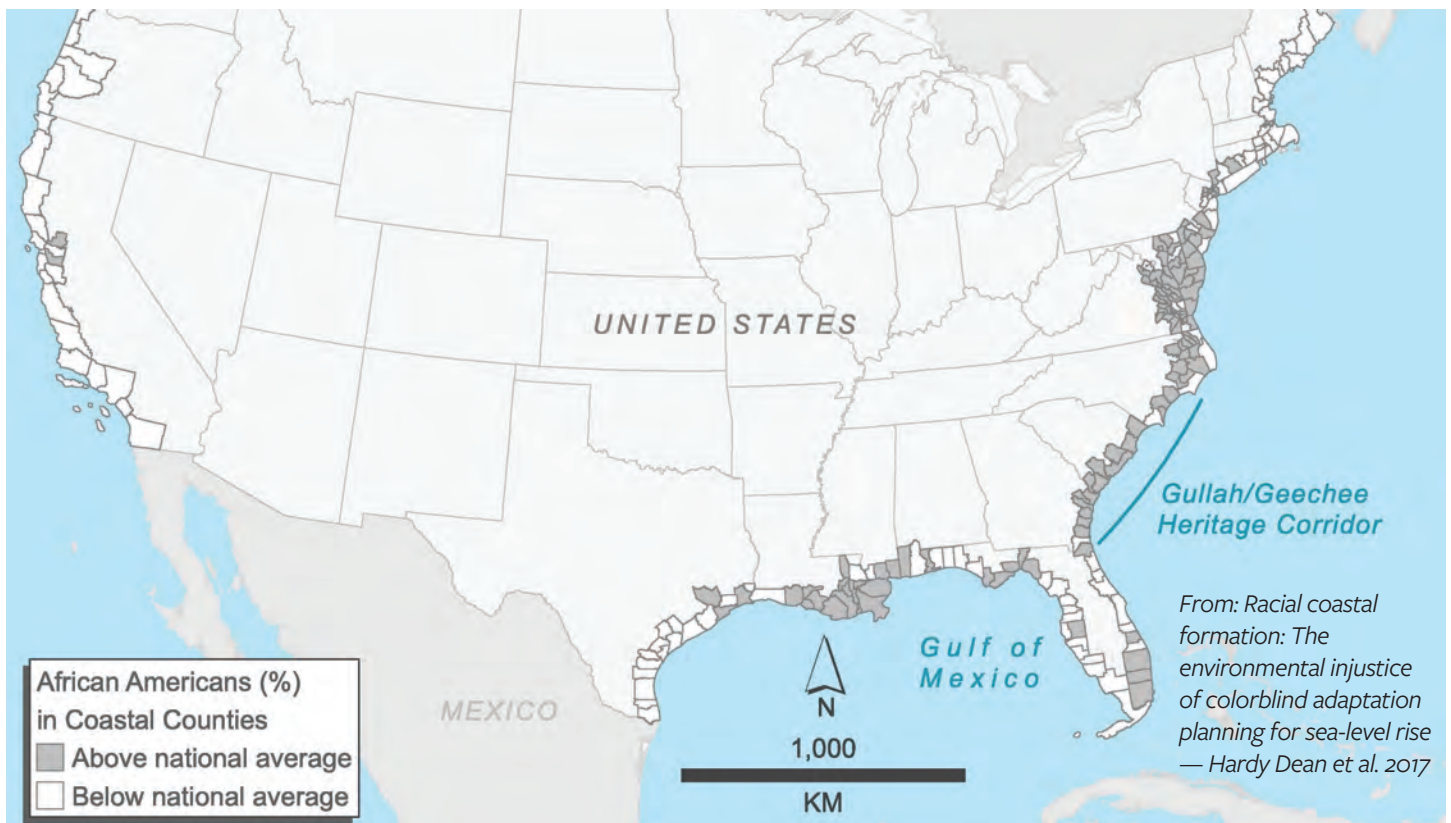 UNITED STATES
Gullah/Geechee
Heritage Corridor
From: Racial coastal
formation: The
environmental injustice
of colorblind adaptation
planning for sea-level rise
— Hardy Dean et al. 2017
Gulf of
Mexico
MEXICO
N
1,000
KM
African Americans (%)
in Coastal Counties
Above national average
Below national average